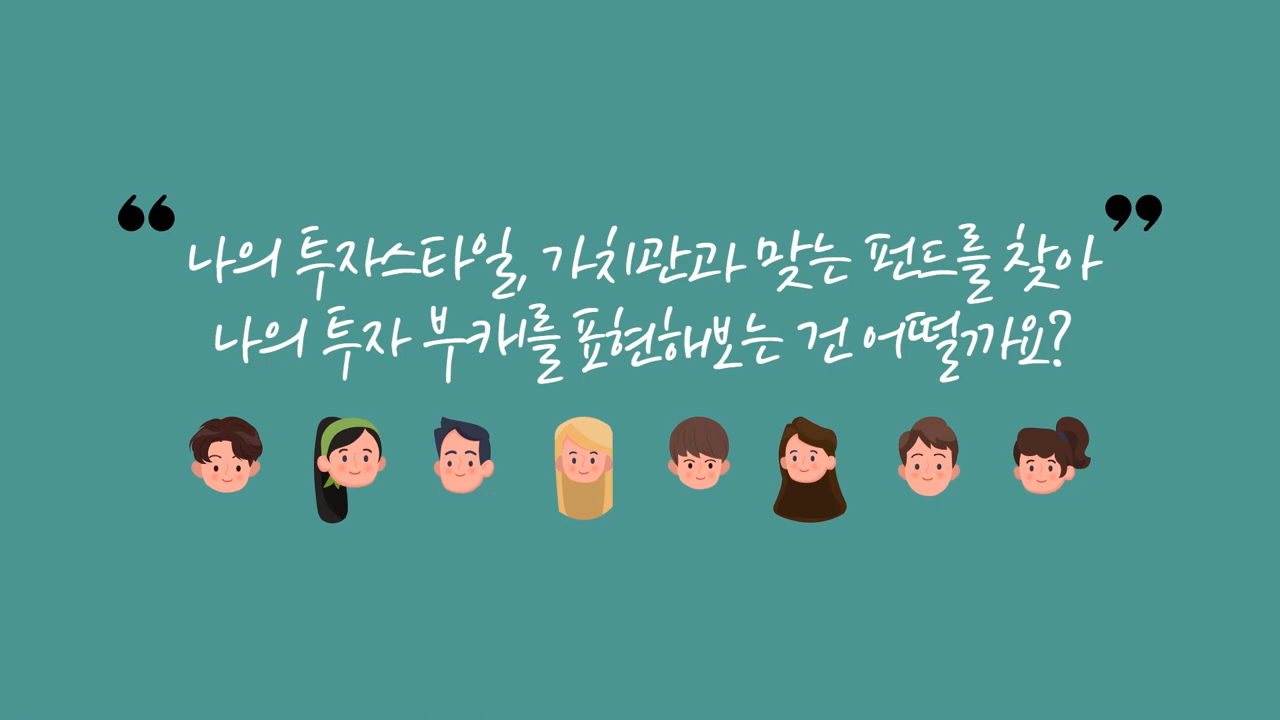 “나의 투자스타일, 가치관과 맞는 펀드를 찾아
나의 투자 부캐를 표현해보는 건 어떨까요?”